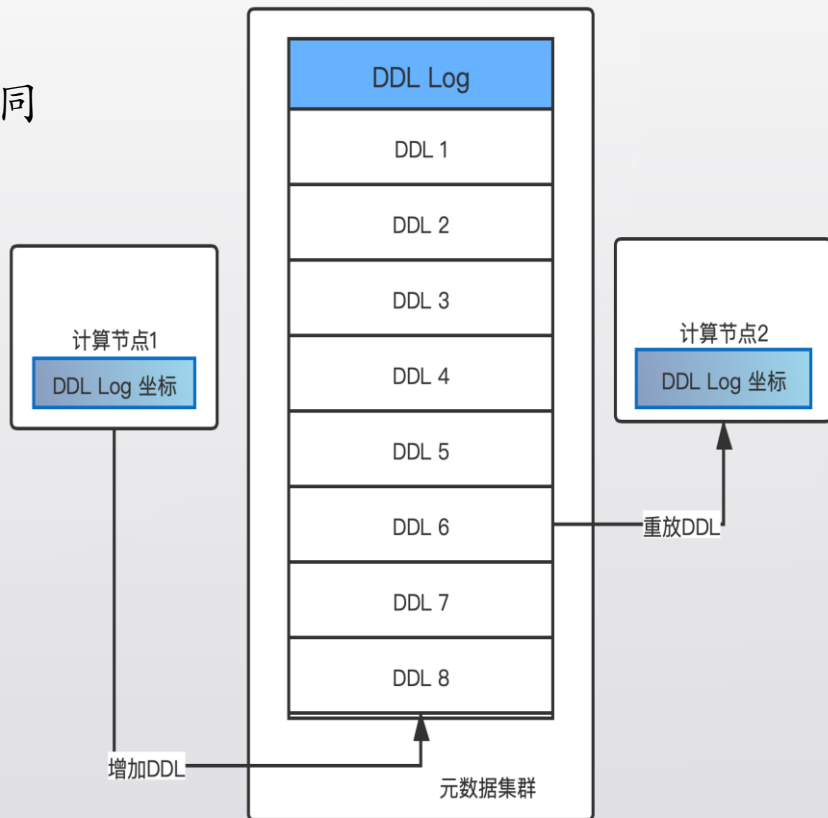 同
DDL Log
DDL 1
DDL 2
DDL 3
DDL 4
DDL 5
DDL 6
DDL 7
DDL 8
计算节点1
DDL Log 坐标
计算节点2
DDL Log 坐标
重放DDL
增加DDL
元数据集群